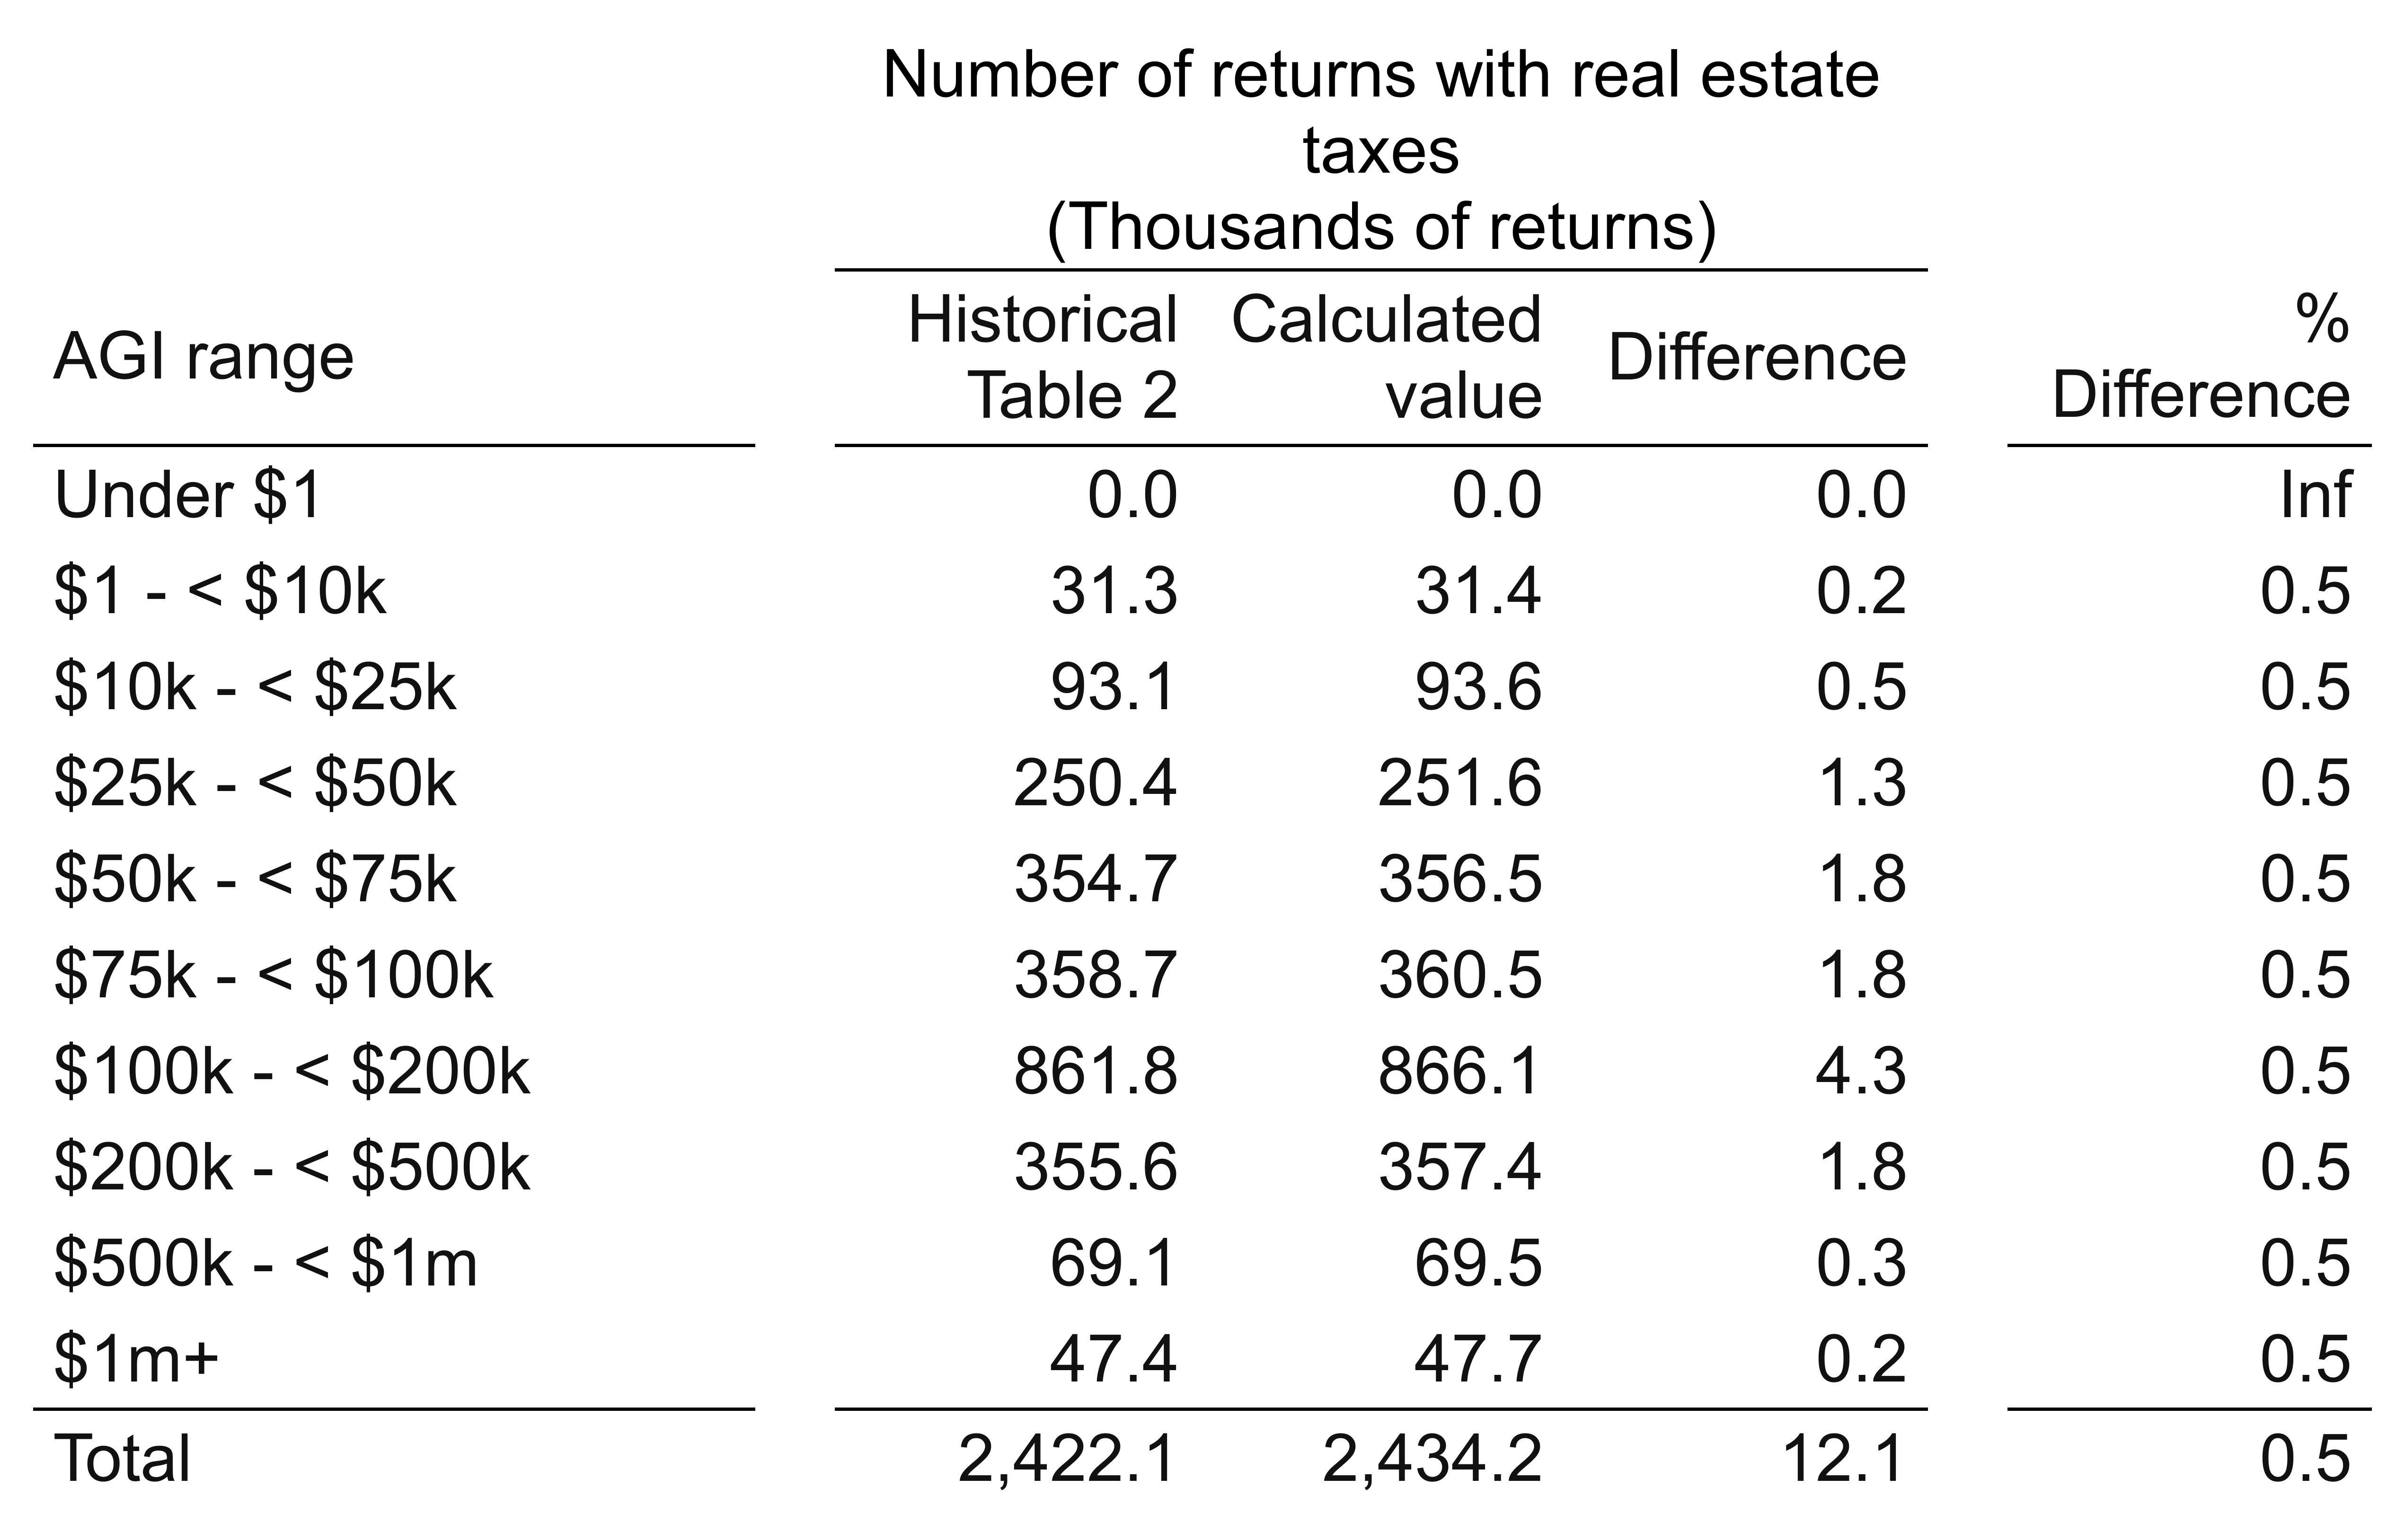 Number of returns with real estate
taxes
(Thousands of returns)
AGI range Historical Table 2 Calculated value Difference % Difference
Under $1 0.0 0.0 0.0 Inf
$1 - < $10k 31.3 31.4 0.2 0.5
$10k - < $25k 93.1 93.6 0.5 0.5
$25k - < $50k 250.4 251.6 1.3 0.5
$50k - < $75k 354.7 356.5 1.8 0.5
$75k - < $100k 358.7 360.5 1.8 0.5
$100k - < $200k 861.8 866.1 4.3 0.5
$200k - < $500k 355.6 357.4 1.8 0.5
$500k - < $1m 69.1 69.5 0.3 0.5
$1m+ 47.4 47.7 0.2 0.5
Total 2,422.1 2,434.2 12.1 0.5